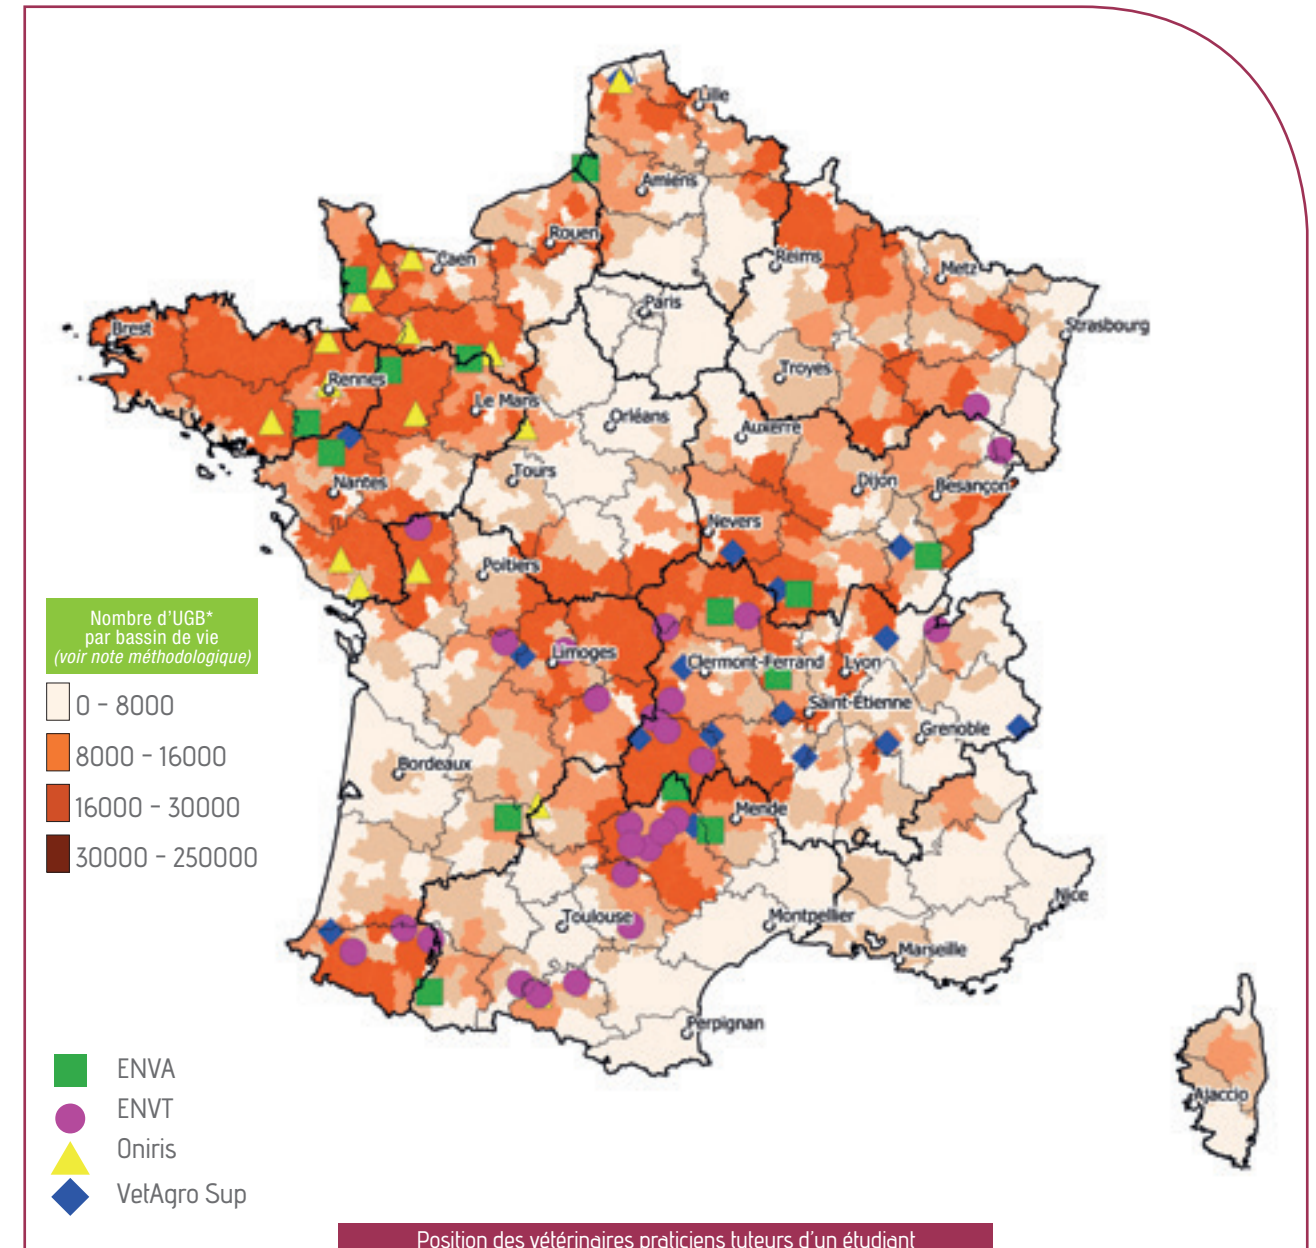 Lille
Amiens
Rouen
Caen
Reims
Metz
Paris
Strasbourg
Brest
Rennes
Troyes
Le Mans
Orléans
Auxerre
Tours
Nantes
Dijon
Besançon
Nevers
Poitiers
Nombre d'UGB*
par bassin de vie
(voir note méthodologique)
0 - 8000
8000 - 16000
16000 - 30000
30000 - 250000
Limoges
Clermont-Ferrand
Lyon
Saint-Etienne
Grenoble
Bordeaux
Mende
Nice
Toulouse
Montpellier
Marseille
Perpignan
Ajaccio
ENVA
ENVT
Oniris
VetAgro Sup
Position des vétérinaires praticiens tuteurs d'un étudiant